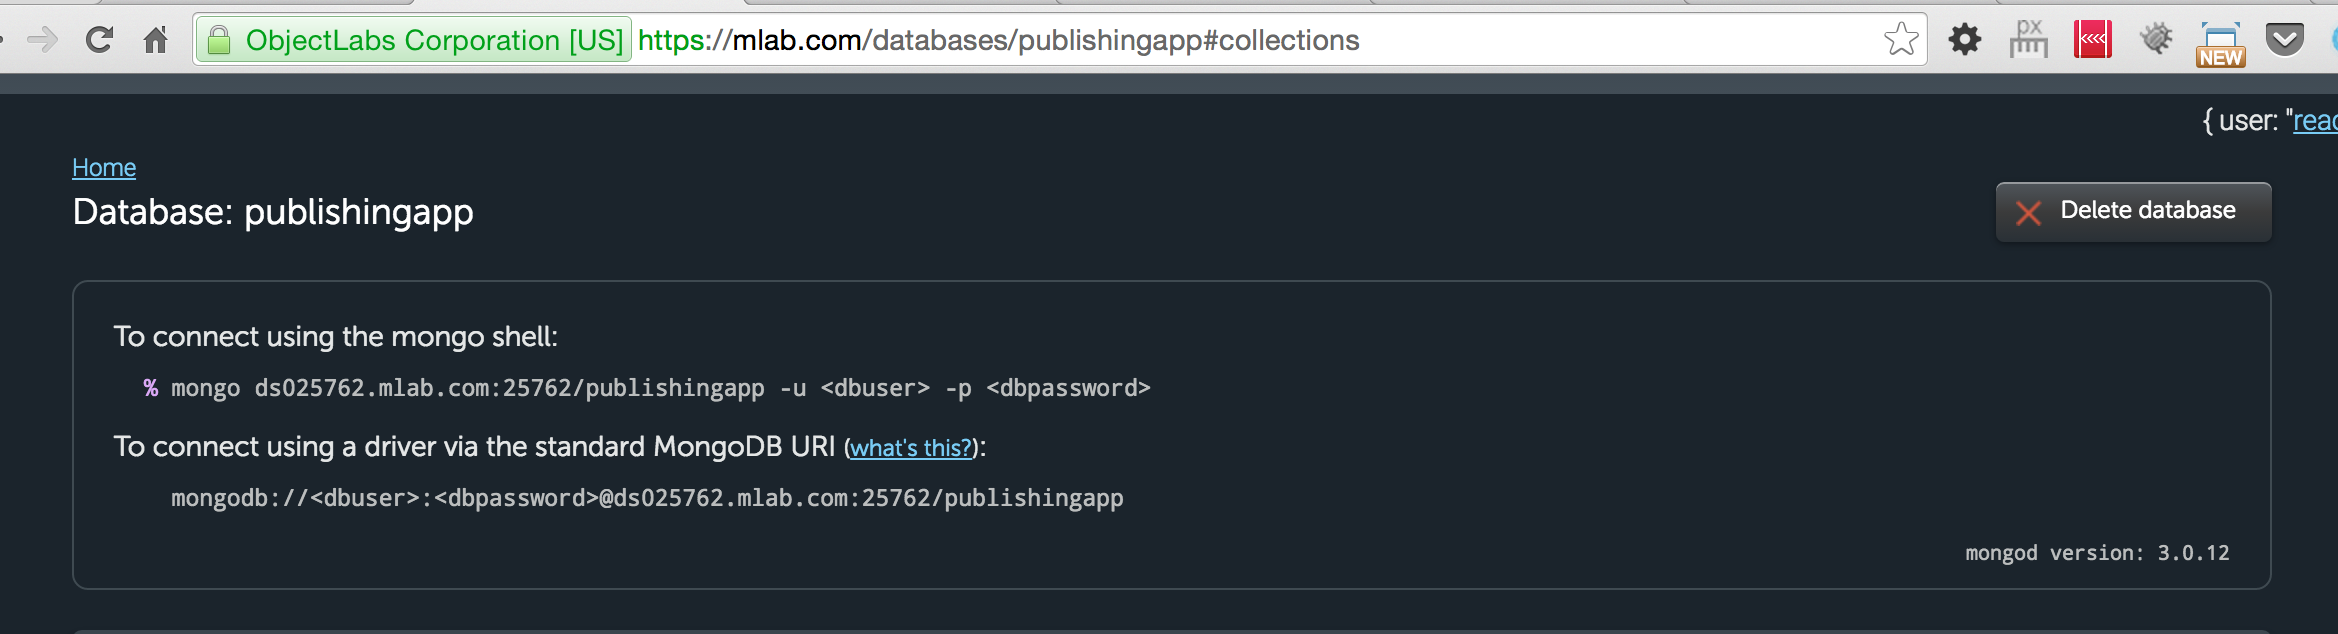 ObjectLabs Corporation [US] https://mlab.com/databases/publishingapp#collections
px
NEW
{ user: "reac
Home
Database: publishingapp
Delete database
To connect using the mongo shell:
% mongo ds025762.mlab.com:25762/publishingapp -u <dbuser> -p <dbpassword>
To connect using a driver via the standard MongoDB URI (what's this?):
mongodb://<dbuser>:<dbpassword>@ds025762.mlab.com:25762/publishingapp
mongod version: 3.0.12